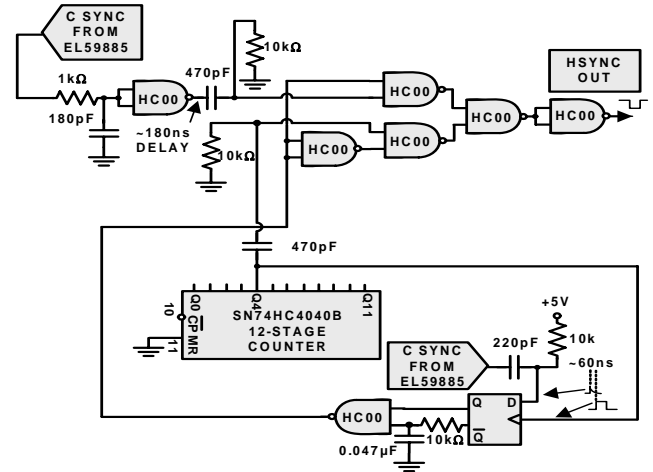 C SYNC
FROM
EL59885
1kΩ
180pF
HC00
470pF
10kΩ
~180ns
DELAY
10kΩ
HC00
HC00
HC00
HC00
HC00
HSYNC
OUT
470pF
Q0
Q4
Q11
10
CP
MR
11
SN74HC4040B
12-STAGE
COUNTER
C SYNC
FROM
EL59885
220pF
+5V
10k
~60ns
HC00
Q
D
Q
10kΩ
0.047µF